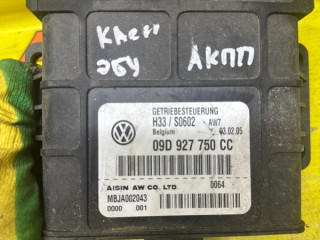 Клен
эбу
АКПП
GETRIEBESTEUERUNG
H33 / S0602 AW7
Belgium 03.02.05
09D 927 750 CC
AISIN AW CO. LTD. 0064
MBJA002043
0000 001